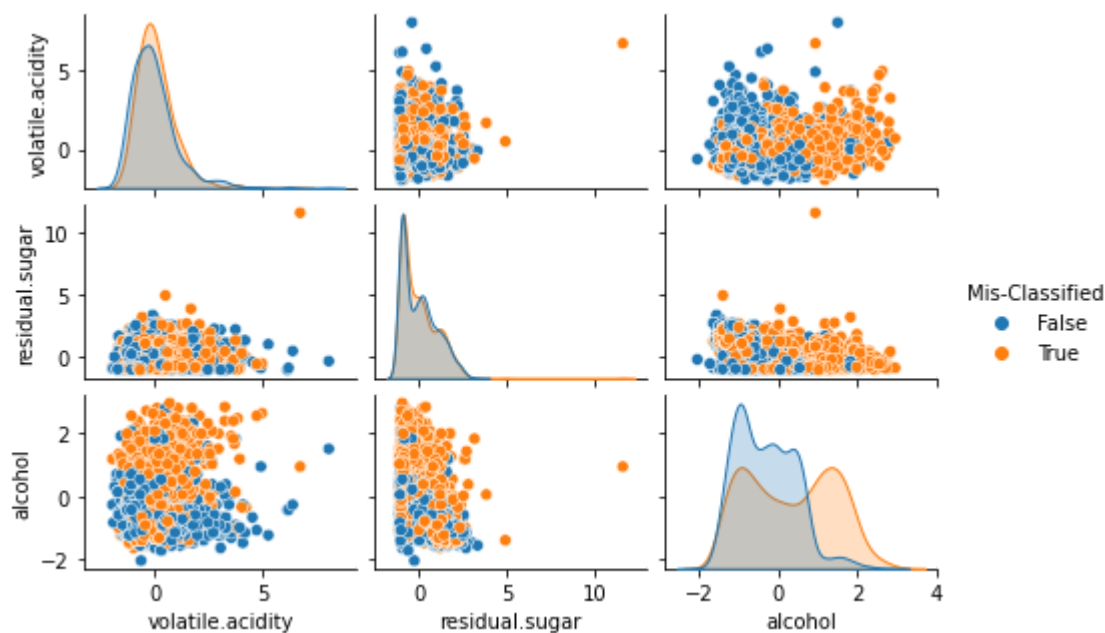 volatile.acidity
5
0
residual.sugar
10
5
0
alcohol
2
0
−2
0
5
volatile.acidity
0
5
10
residual.sugar
−2
0
2
4
alcohol
Mis-Classified
False
True